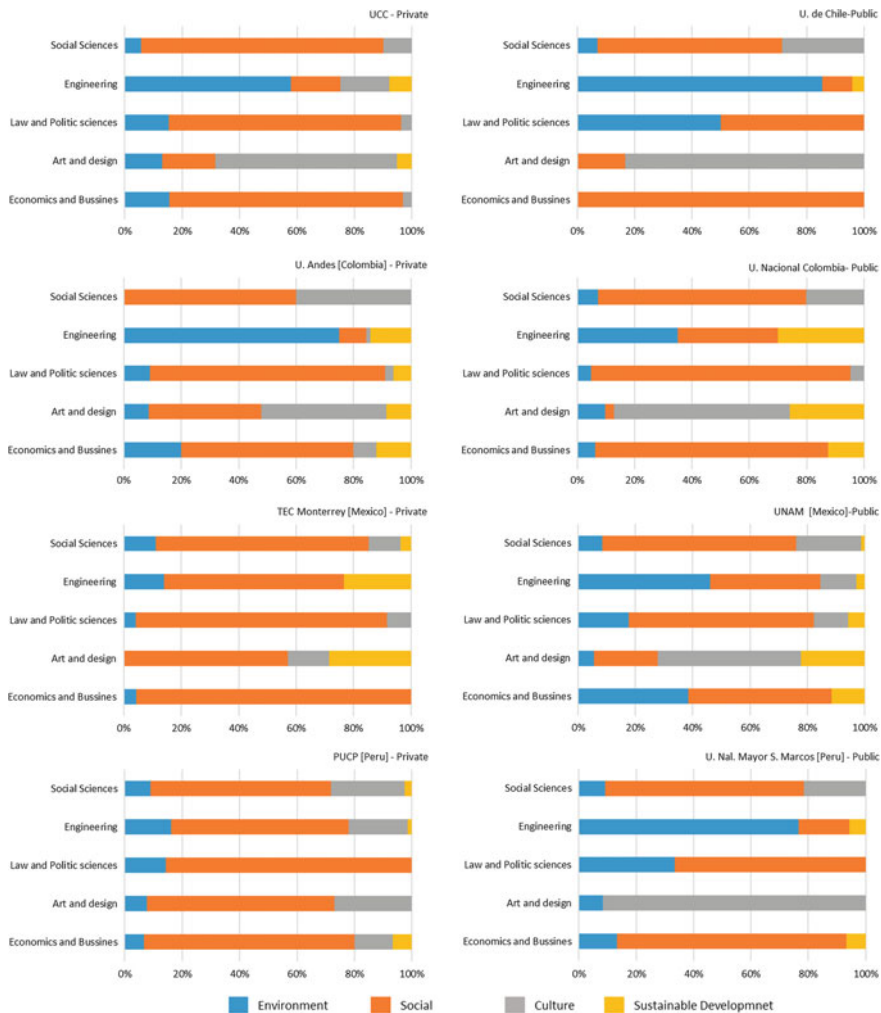 UCC - Private
Social Sciences
Engineering
Law and Politic sciences
Art and design
Economics and Bussines
0% 20% 40% 60% 80% 100%
U. de Chile-Public
Social Sciences
Engineering
Law and Politic sciences
Art and design
Economics and Bussines
0% 20% 40% 60% 80% 100%
U. Andes [Colombia] - Private
Social Sciences
Engineering
Law and Politic sciences
Art and design
Economics and Bussines
0% 20% 40% 60% 80% 100%
U. Nacional Colombia- Public
Social Sciences
Engineering
Law and Politic sciences
Art and design
Economics and Bussines
0% 20% 40% 60% 80% 100%
TEC Monterrey [Mexico] - Private
Social Sciences
Engineering
Law and Politic sciences
Art and design
Economics and Bussines
0% 20% 40% 60% 80% 100%
UNAM [Mexico]-Public
Social Sciences
Engineering
Law and Politic sciences
Art and design
Economics and Bussines
0% 20% 40% 60% 80% 100%
PUCP [Peru] - Private
Social Sciences
Engineering
Law and Politic sciences
Art and design
Economics and Bussines
0% 20% 40% 60% 80% 100%
U. Nal. Mayor S. Marcos [Peru] - Public
Social Sciences
Engineering
Law and Politic sciences
Art and design
Economics and Bussines
0% 20% 40% 60% 80% 100%
Environment Social Culture Sustainable Developmnet